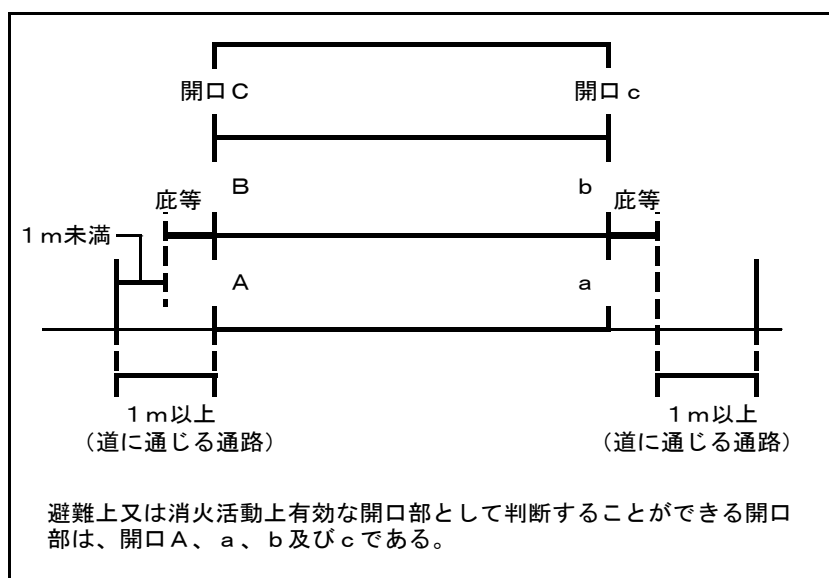 開口C
開口c
庇等
B
b
庇等
1m未満
A
a
1m以上
(道に通じる通路)
1m以上
(道に通じる通路)
避難上又は消火活動上有効な開口部として判断することができる開口
部は、開口A、a、b及びcである。